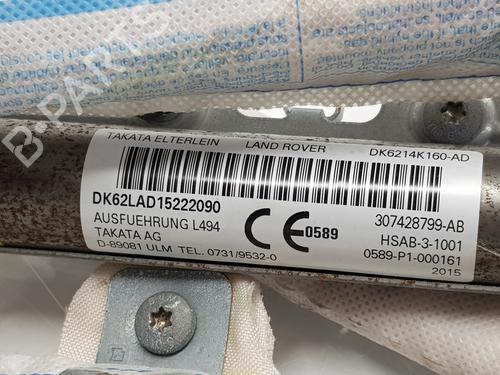 TAKATA ELTERLEIN LAND ROVER DK6214K160-AD
DK62LAD15222090
AUSFUEHRUNG L494
TAKATA AG
D-89081 ULM TEL. 0731/9532-0
CE 0589
307428799-AB
HSAB-3-1001
0589-P1-000161
2015
B-PARTS